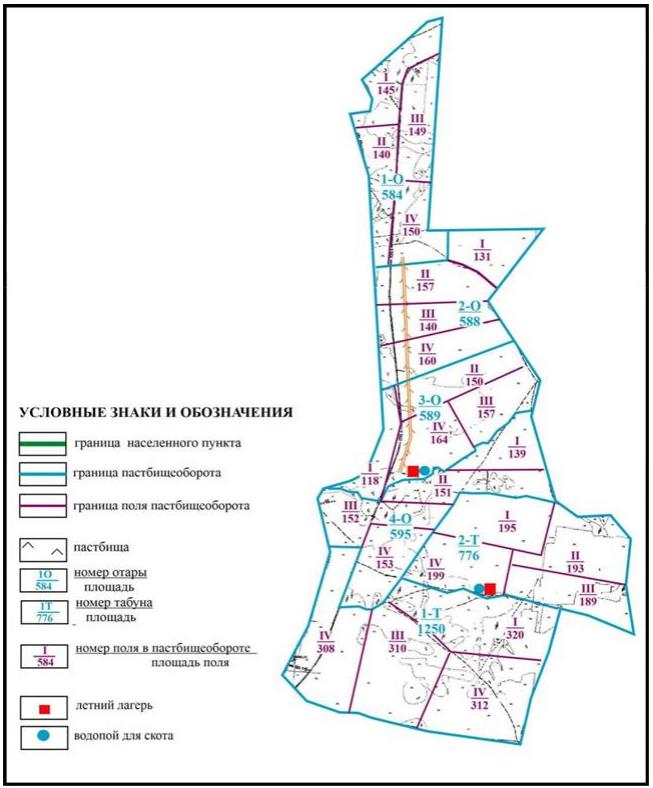 I
145
III
149
II
140
1-О
584
IV
150
I
131
II
157
2-О
588
III
140
IV
160
II
150
3-О
589
III
157
IV
164
I
139
I
118
II
151
III
152
4-О
595
I
195
2-Т
776
IV
153
IV
199
II
193
III
189
1-Т
1250
I
320
IV
308
III
310
IV
312
УСЛОВНЫЕ ЗНАКИ И ОБОЗНАЧЕНИЯ
граница населенного пункта
граница пастбищеоборота
граница поля пастбищеоборота
пастбища
1О
584
номер отары
площадь
1Т
776
номер табуна
площадь
I
584
номер поля в пастбищеобороте
площадь поля
летний лагерь
водопой для скота